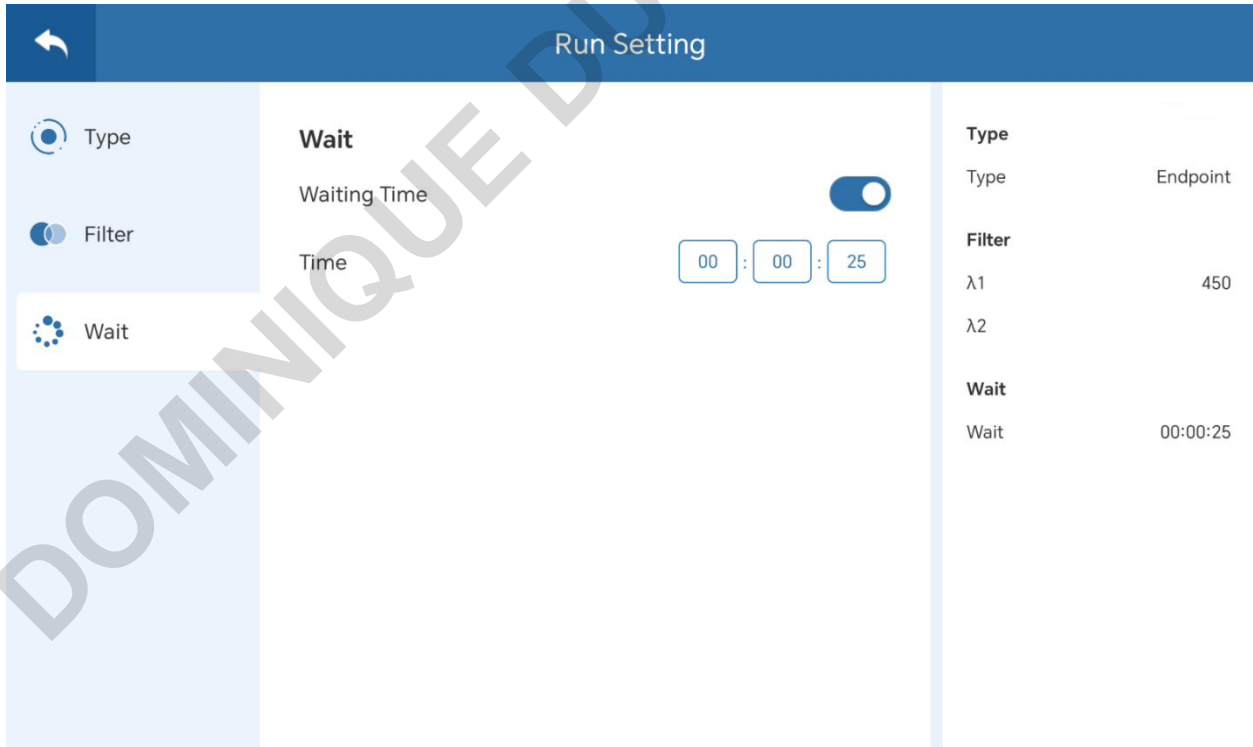 Run Setting
Type
Filter
Wait
Wait
Waiting Time
Time 00 : 00 : 25
Type
Type Endpoint
Filter
λ1 450
λ2
Wait
Wait 00:00:25
DOMINIQUE DU